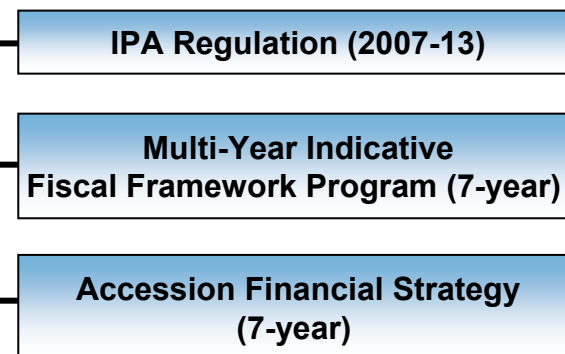 IPA Regulation (2007-13)
Multi-Year Indicative
Fiscal Framework Program (7-year)
Accession Financial Strategy
(7-year)